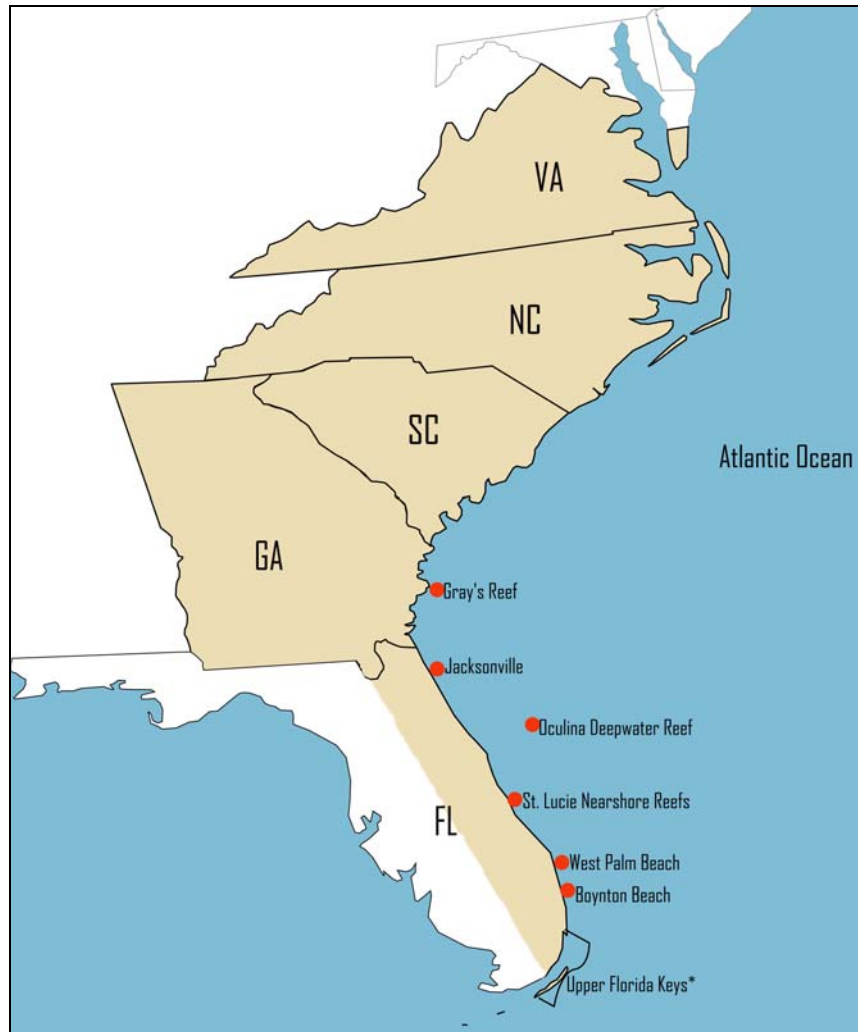 VA
NC
SC
Atlantic Ocean
GA
Gray's Reef
Jacksonville
Oculina Deepwater Reef
St. Lucie Nearshore Reefs
FL
West Palm Beach
Boynton Beach
Upper Florida Keys*